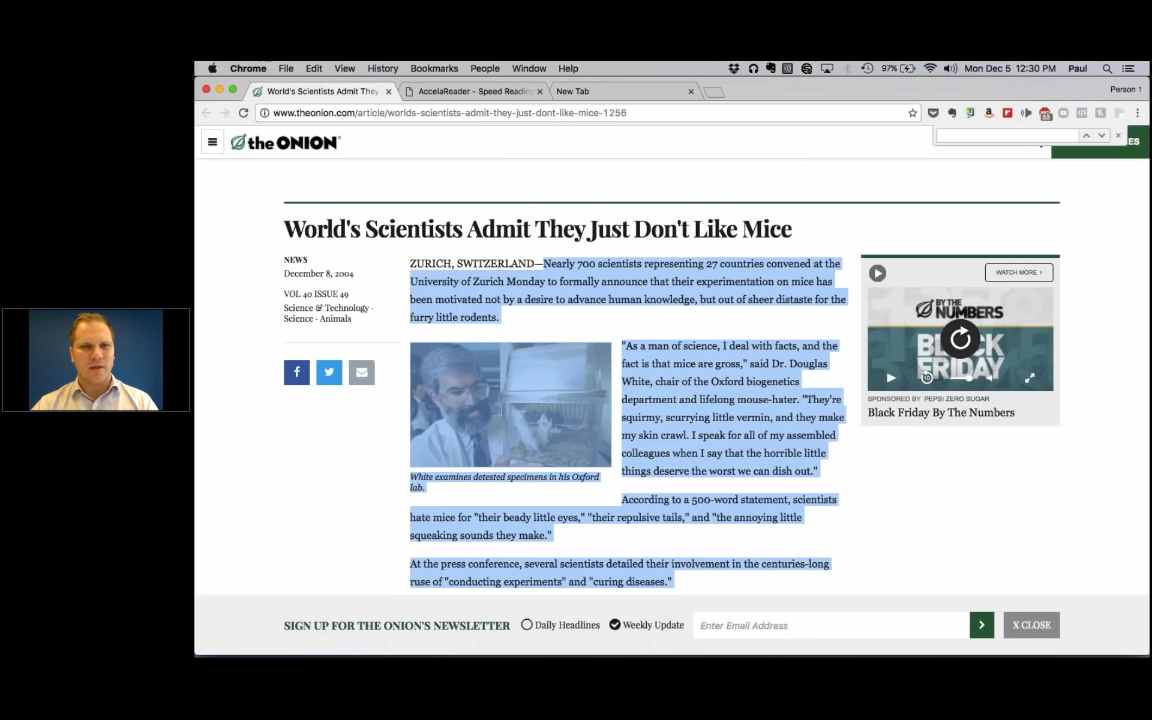 Chrome File Edit View History Bookmarks People Window Help 97% Mon Dec 5 12:30 PM Paul
World's Scientists Admit They × AccelaReader - Speed Reading × New Tab × Person 1
www.theonion.com/article/worlds-scientists-admit-they-just-dont-like-mice-1256
the ONION®
ES
World's Scientists Admit They Just Don't Like Mice
NEWS
December 8, 2004
VOL 40 ISSUE 49
Science & Technology ·
Science · Animals
ZURICH, SWITZERLAND—Nearly 700 scientists representing 27 countries convened at the
University of Zurich Monday to formally announce that their experimentation on mice has
been motivated not by a desire to advance human knowledge, but out of sheer distaste for the
furry little rodents.
"As a man of science, I deal with facts, and the
fact is that mice are gross," said Dr. Douglas
White, chair of the Oxford biogenetics
department and lifelong mouse-hater. "They're
squirmy, scurrying little vermin, and they make
my skin crawl. I speak for all of my assembled
colleagues when I say that the horrible little
things deserve the worst we can dish out."
White examines detested specimens in his Oxford
lab.
According to a 500-word statement, scientists
hate mice for "their beady little eyes," "their repulsive tails," and "the annoying little
squeaking sounds they make."
At the press conference, several scientists detailed their involvement in the centuries-long
ruse of "conducting experiments" and "curing diseases."
WATCH MORE ›
BY THE
NUMBERS
BLACK
FRIDAY
10
SPONSORED BY PEPSI ZERO SUGAR
Black Friday By The Numbers
SIGN UP FOR THE ONION'S NEWSLETTER Daily Headlines Weekly Update Enter Email Address X CLOSE